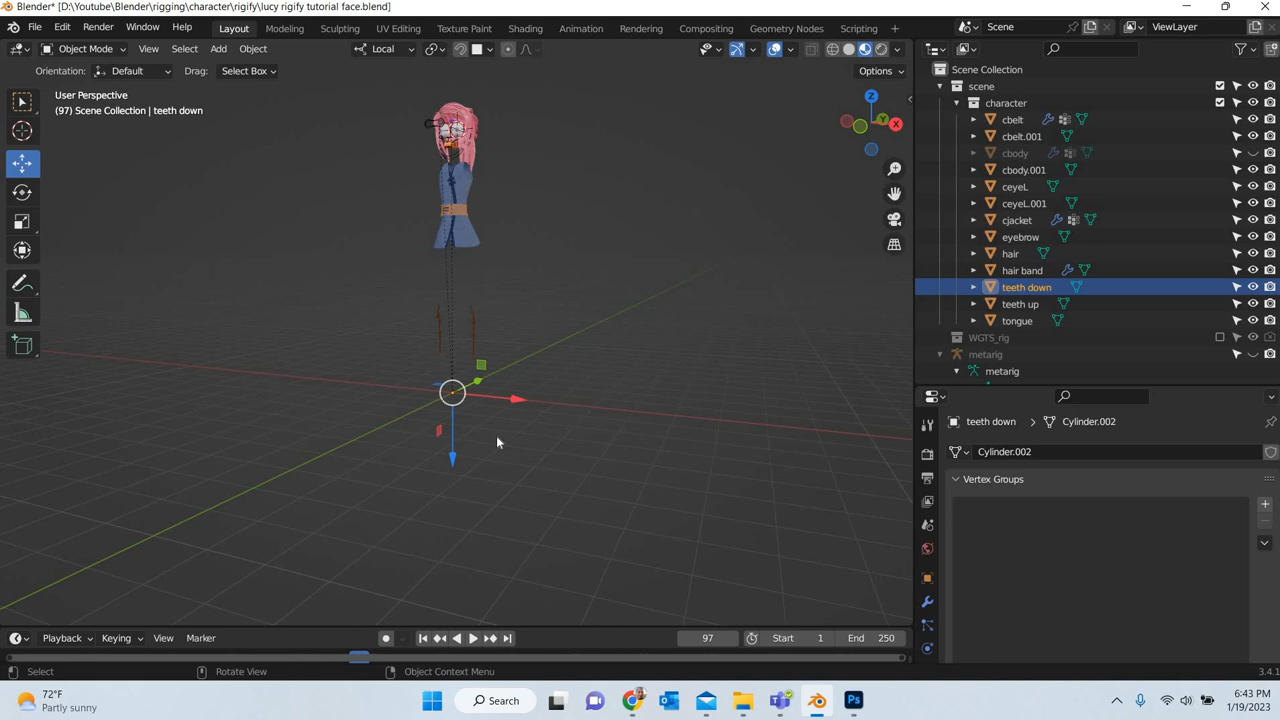 Blender* [D:\Youtube\Blender\rigging\character\rigify\lucy rigify tutorial face.blend]
File Edit Render Window Help Layout Modeling Sculpting UV Editing Texture Paint Shading Animation Rendering Compositing Geometry Nodes Scripting + Scene ViewLayer
Object Mode View Select Add Object Local
Orientation: Default Drag: Select Box Options
User Perspective
(97) Scene Collection | teeth down
Z
Y
X
Scene Collection
scene
character
cbelt
cbelt.001
cbody
cbody.001
ceyeL
ceyeL.001
cjacket
eyebrow
hair
hair band
teeth down
teeth up
tongue
WGTS_rig
metarig
metarig
teeth down > Cylinder.002
Cylinder.002
Vertex Groups
Playback Keying View Marker 97 Start 1 End 250
Select Rotate View Object Context Menu 3.4.1
72°F
Partly sunny
Search
6:43 PM
1/19/2023